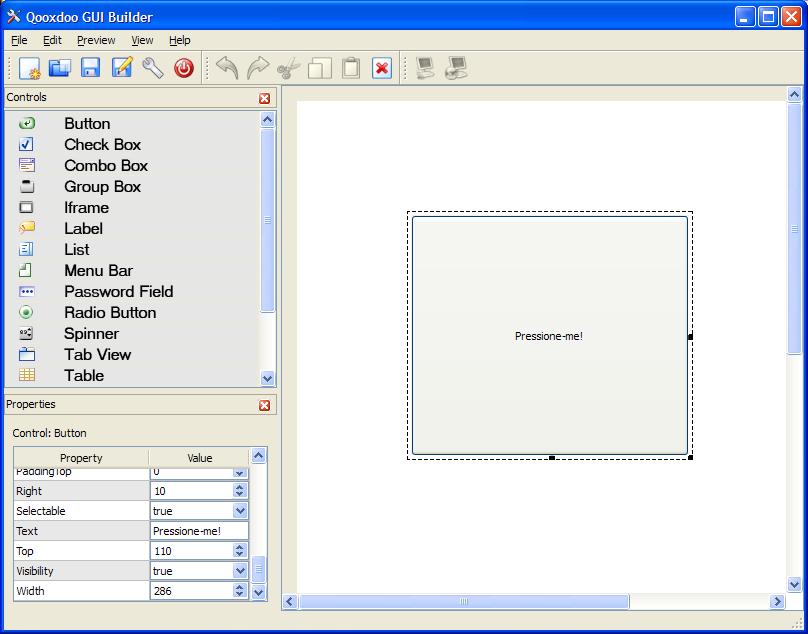 Qooxdoo GUI Builder
File Edit Preview View Help
Controls
Button
Check Box
Combo Box
Group Box
Iframe
Label
List
Menu Bar
Password Field
Radio Button
Spinner
Tab View
Table
Pressione-me!
Properties
Control: Button
Property Value
PaddingTop 0
Right 10
Selectable true
Text Pressione-me!
Top 110
Visibility true
Width 286